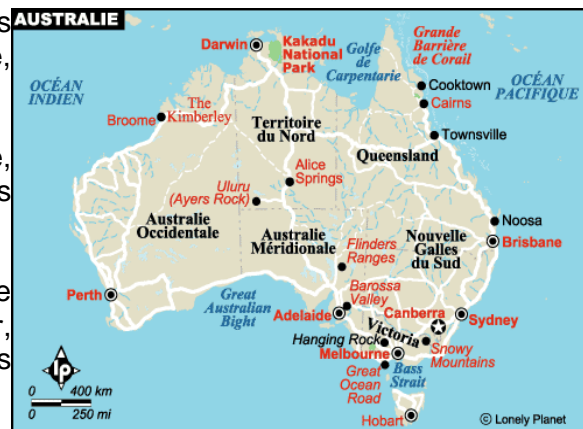 s
AUSTRALIE
e,
e,
s
e
r,
s
Darwin
Kakadu
National
Park
Golfe
de
Carpentarie
Grande
Barrière
de Corail
OCÉAN
INDIEN
OCÉAN
PACIFIQUE
Cooktown
Cairns
The
Kimberley
Broome
Territoire
du Nord
Townsville
Queensland
Alice
Springs
Uluru
(Ayers Rock)
Australie
Occidentale
Australie
Méridionale
Noosa
Nouvelle
Galles
du Sud
Brisbane
Flinders
Ranges
Barossa
Valley
Perth
Great
Australian
Bight
Adelaide
Canberra
Sydney
Victoria
Hanging Rock
Snowy
Mountains
Melbourne
Great
Ocean
Road
Bass
Strait
Hobart
lp
0 400 km
0 250 mi
© Lonely Planet